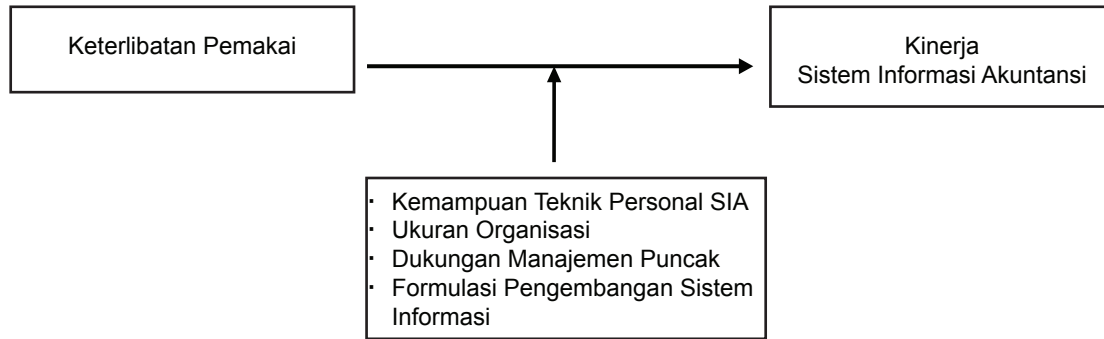 Keterlibatan Pemakai
Kinerja
Sistem Informasi Akuntansi
· Kemampuan Teknik Personal SIA
· Ukuran Organisasi
· Dukungan Manajemen Puncak
· Formulasi Pengembangan Sistem
Informasi